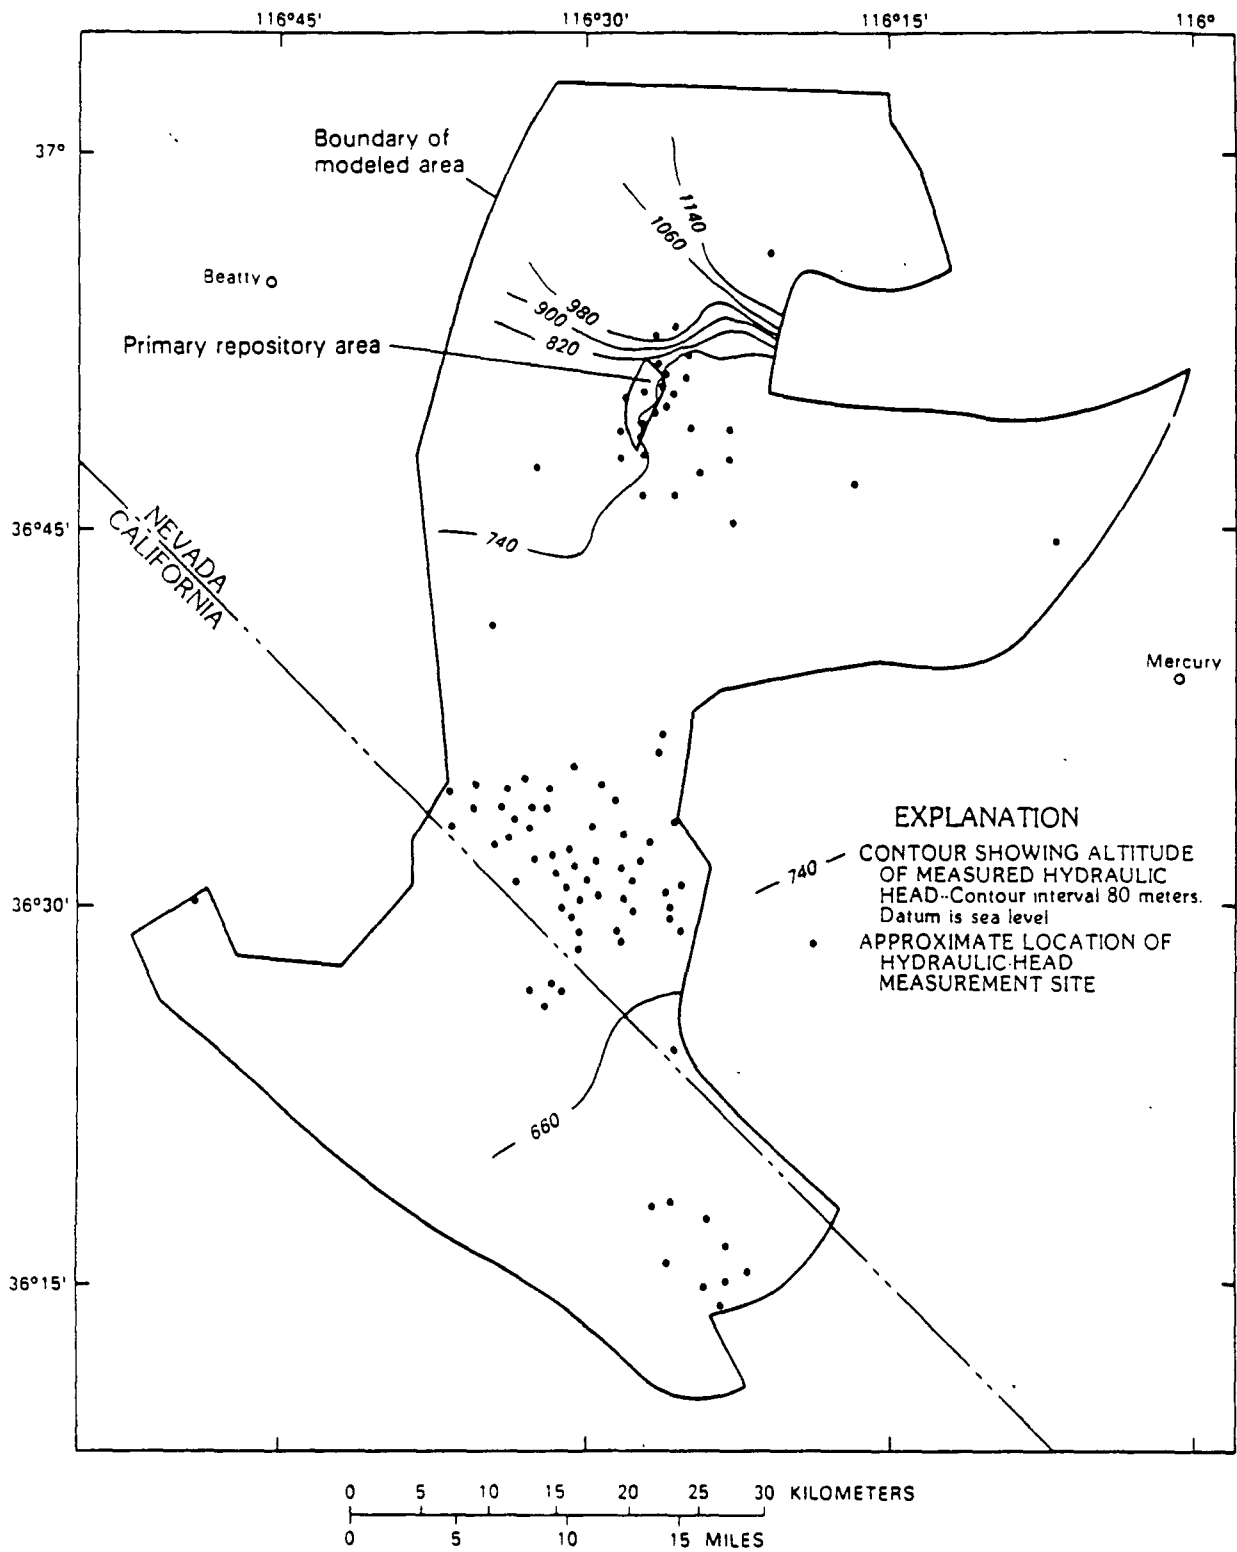 116°45'
116°30'
116°15'
116°
Boundary of
modeled area
37°
1140
1060
Beatty
980
900
820
Primary repository area
36°45'
NEVADA
CALIFORNIA
740
Mercury
EXPLANATION
740
CONTOUR SHOWING ALTITUDE
OF MEASURED HYDRAULIC
HEAD--Contour interval 80 meters.
Datum is sea level
36°30'
APPROXIMATE LOCATION OF
HYDRAULIC-HEAD
MEASUREMENT SITE
660
36°15'
0 5 10 15 20 25 30 KILOMETERS
0 5 10 15 MILES